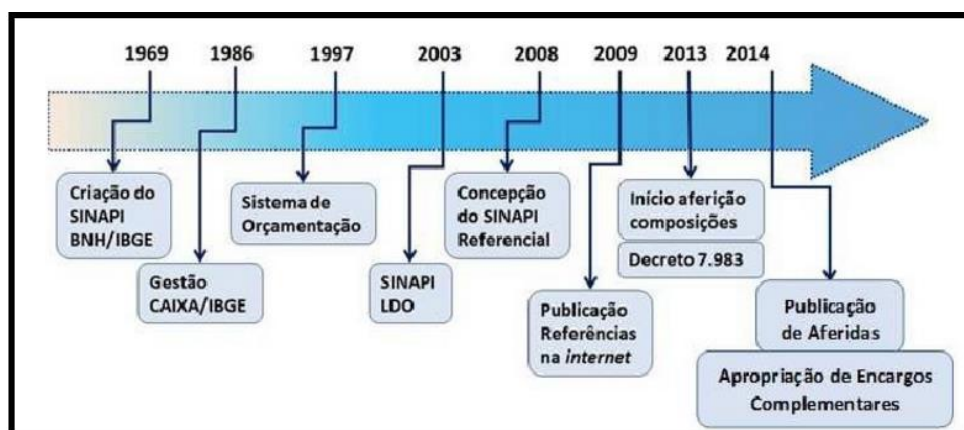 1969 1986 1997 2003 2008 2009 2013 2014
Criação do
SINAPI
BNH/IBGE
Gestão
CAIXA/IBGE
Sistema de
Orçamentação
SINAPI
LDO
Concepção
do SINAPI
Referencial
Publicação
Referências
na internet
Início aferição
composições
Decreto 7.983
Publicação
de Aferidas
Apropriação de Encargos
Complementares